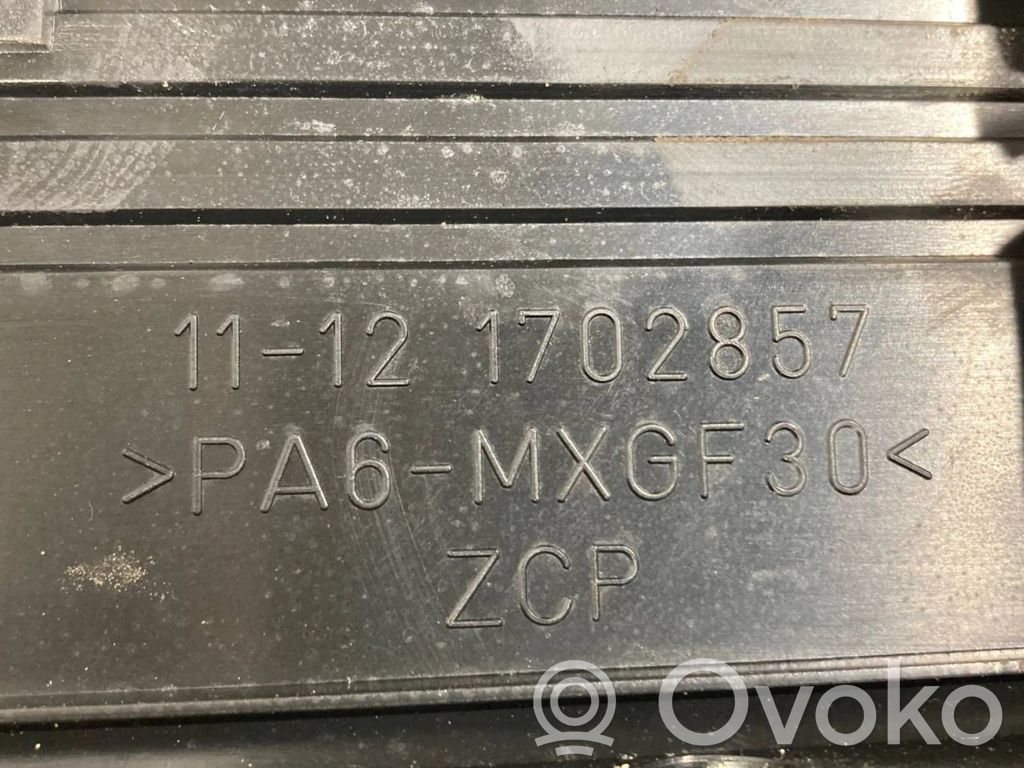 11-12 1702857
>PA6-MXGF30<
ZCP
Ovoko